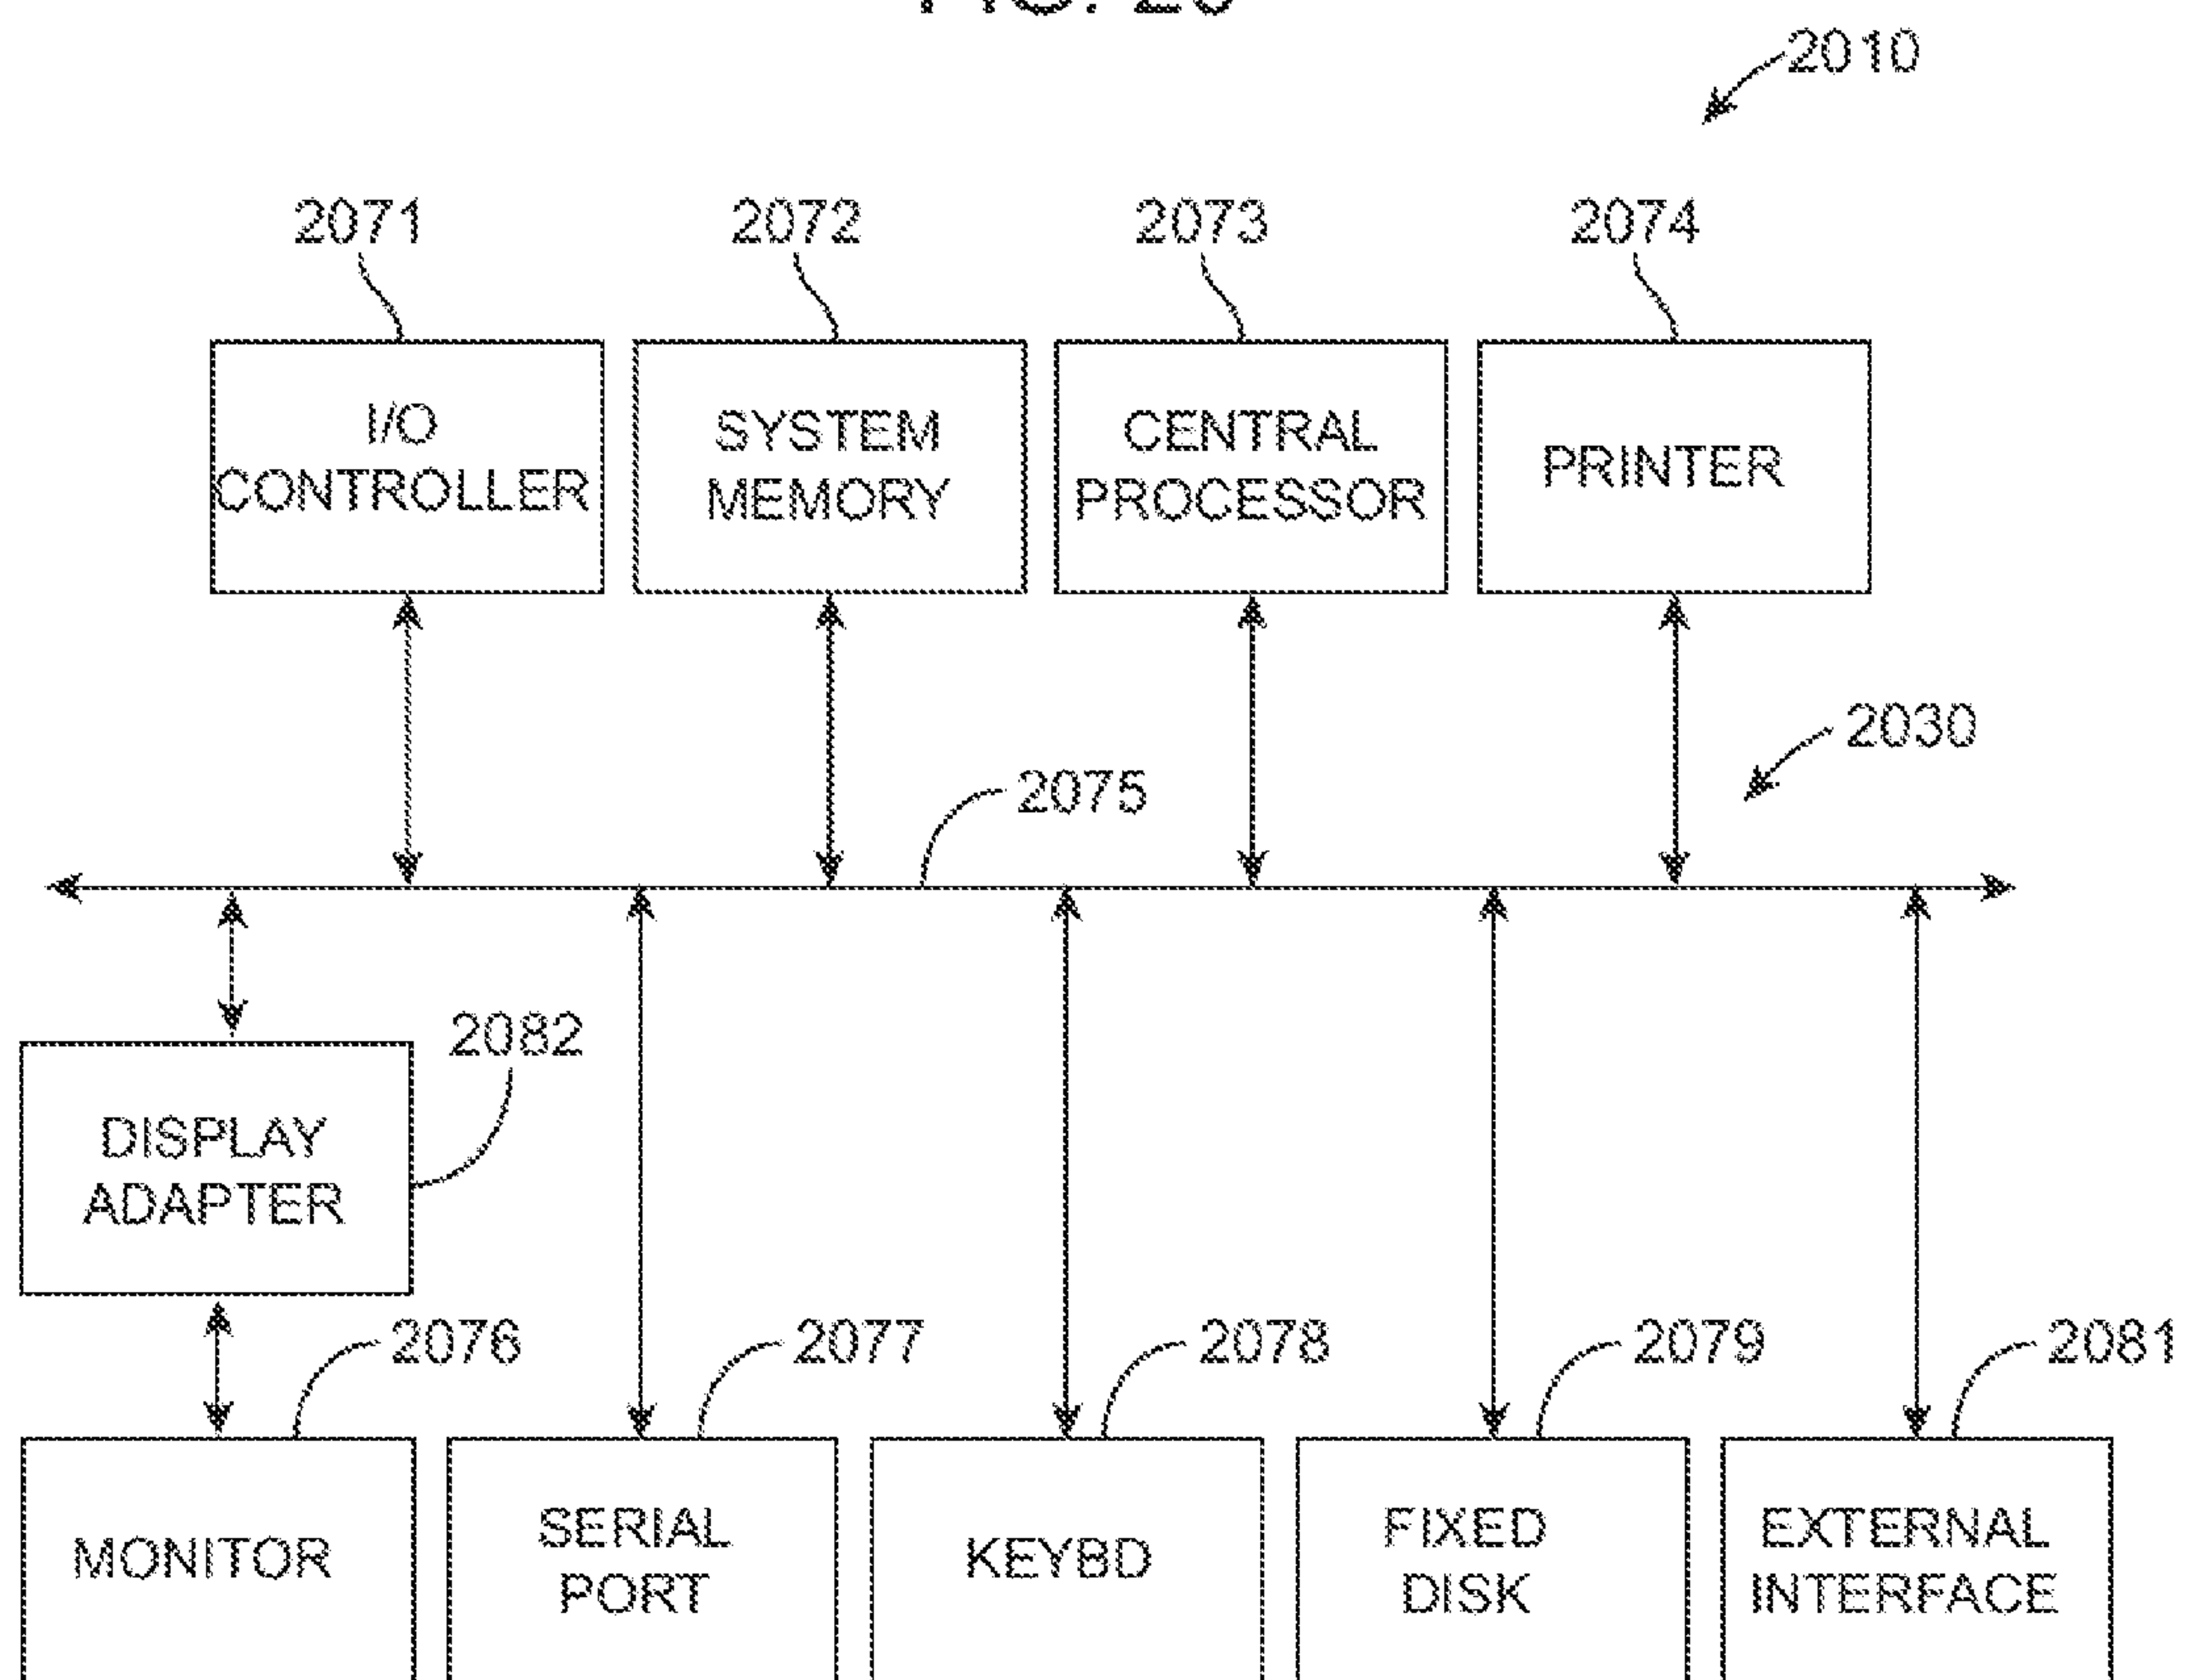 2010
2071
2072
2073
2074
I/O
CONTROLLER
SYSTEM
MEMORY
CENTRAL
PROCESSOR
PRINTER
2030
2075
2082
DISPLAY
ADAPTER
2076
2077
2078
2079
2081
MONITOR
SERIAL
PORT
KEYBD
FIXED
DISK
EXTERNAL
INTERFACE